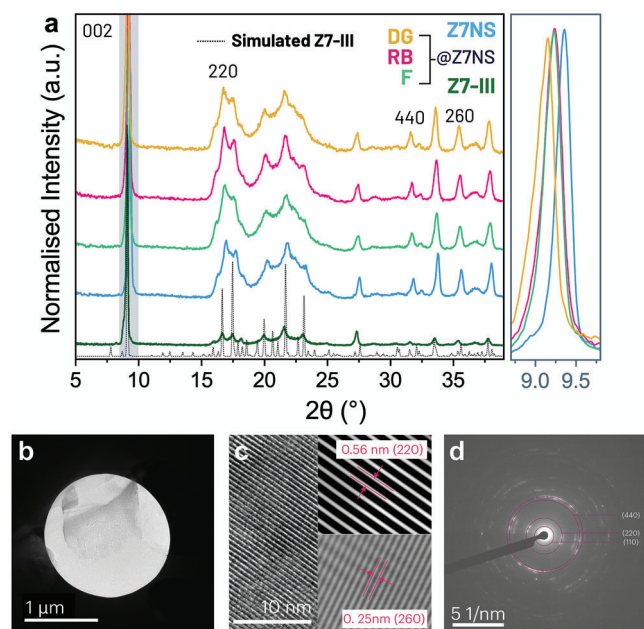 a
002
Simulated Z7-III
DG
RB
F
@Z7NS
Z7NS
Z7-III
220
440
260
Normalised Intensity (a.u.)
5
10
15
20
25
30
35
2θ (°)
9.0
9.5
b
1 μm
c
0.56 nm (220)
10 nm
0. 25nm (260)
d
(440)
(220)
(110)
5 1/nm